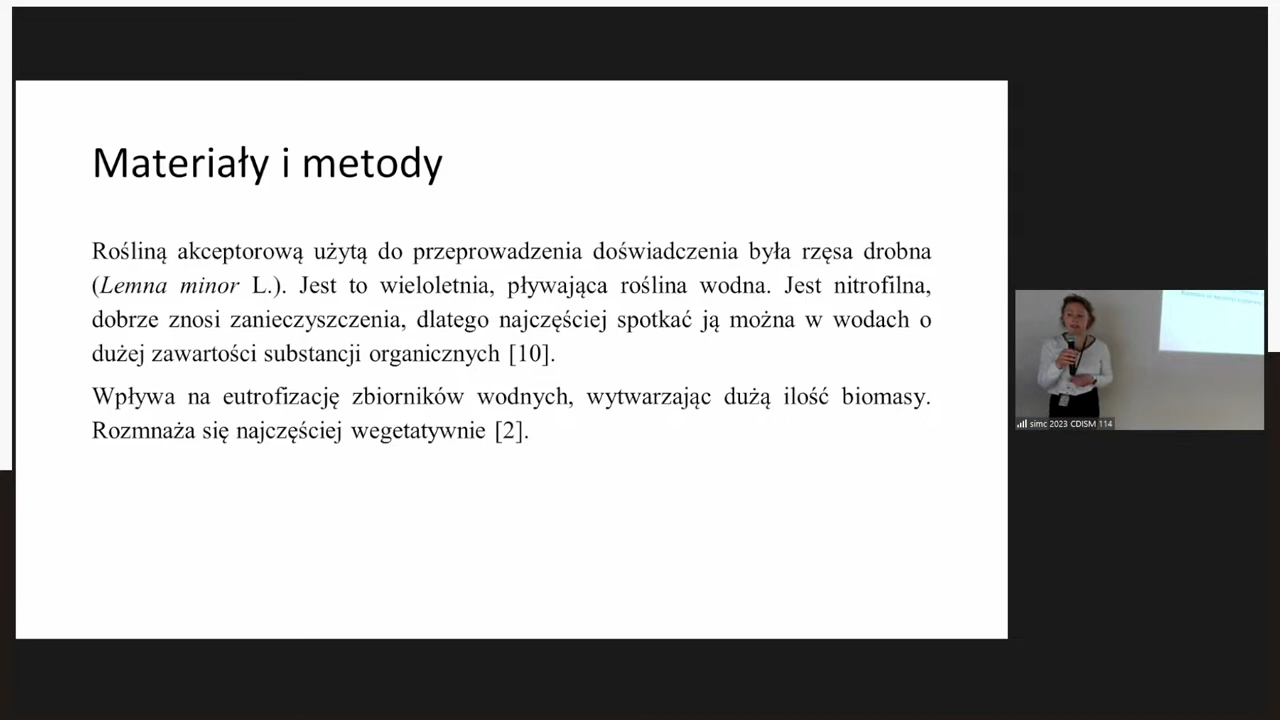 Materiały i metody
Rośliną akceptorową użytą do przeprowadzenia doświadczenia była rzęsa drobna
(Lemna minor L.). Jest to wieloletnia, pływająca roślina wodna. Jest nitrofilna,
dobrze znosi zanieczyszczenia, dlatego najczęściej spotkać ją można w wodach o
dużej zawartości substancji organicznych [10].
Wpływa na eutrofizację zbiorników wodnych, wytwarzając dużą ilość biomasy.
Rozmnaża się najczęściej wegetatywnie [2].
simc 2023 CDISM 114